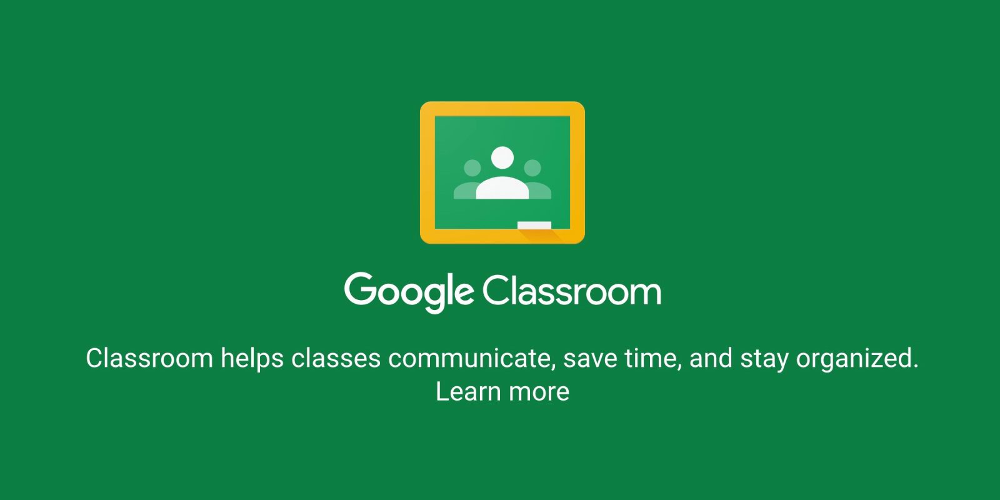 Google Classroom
Classroom helps classes communicate, save time, and stay organized.
Learn more